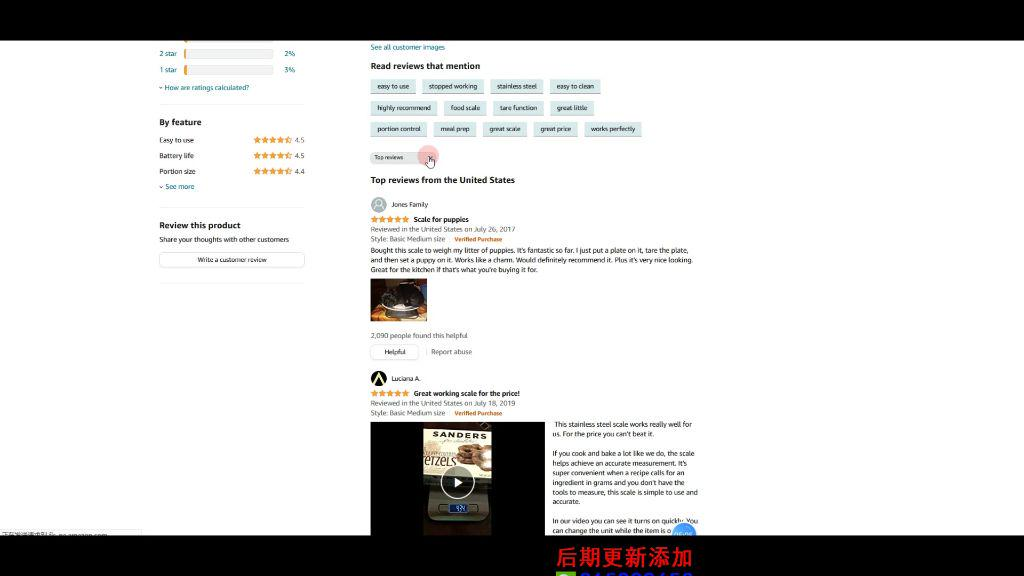 2 star 2%
1 star 3%
How are ratings calculated?
By feature
Easy to use 4.5
Battery life 4.5
Portion size 4.4
See more
Review this product
Share your thoughts with other customers
Write a customer review
See all customer images
Read reviews that mention
easy to use stopped working stainless steel easy to clean
highly recommend food scale tare function great little
portion control meal prep great scale great price works perfectly
Top reviews
Top reviews from the United States
Jones Family
Scale for puppies
Reviewed in the United States on July 26, 2017
Style: Basic Medium size Verified Purchase
Bought this scale to weigh my litter of puppies. It's fantastic so far. I just put a plate on it, tare the plate,
and then set a puppy on it. Works like a charm. Would definitely recommend it. Plus it's very nice looking.
Great for the kitchen if that's what you're buying it for.
2,090 people found this helpful
Helpful Report abuse
Luciana A.
Great working scale for the price!
Reviewed in the United States on July 18, 2019
Style: Basic Medium size Verified Purchase
SANDERS
This stainless steel scale works really well for
us. For the price you can't beat it.
If you cook and bake a lot like we do, the scale
helps achieve an accurate measurement. It's
super convenient when a recipe calls for an
ingredient in grams and you don't have the
tools to measure, this scale is simple to use and
accurate.
In our video you can see it turns on quickly. You
can change the unit while the item is o
后期更新添加